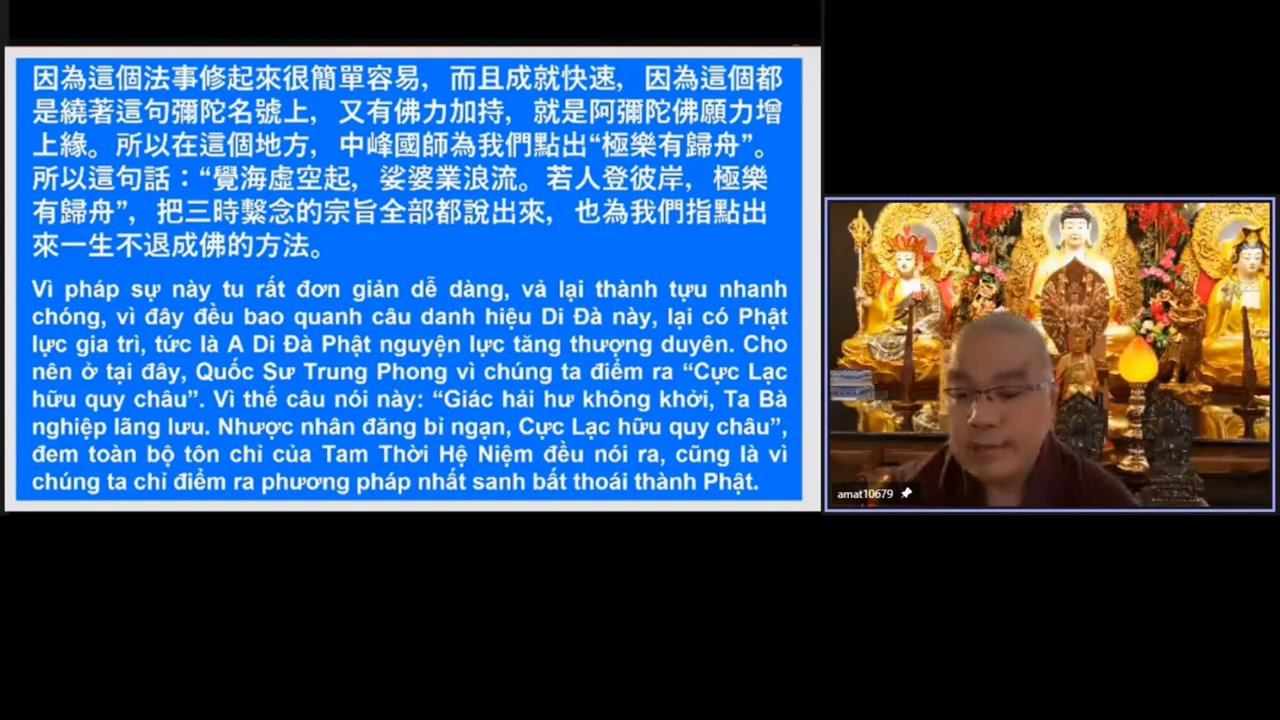 因為這個法事修起來很簡單容易，而且成就快速，因為這個都
是繞著這句彌陀名號上，又有佛力加持，就是阿彌陀佛願力增
上緣。所以在這個地方，中峰國師為我們點出“極樂有歸舟”。
所以這句話：“覺海虛空起，娑婆業浪流。若人登彼岸，極樂
有歸舟”，把三時繫念的宗旨全部都說出來，也為我們指點出
來一生不退成佛的方法。
Vì pháp sự này tu rất đơn giản dễ dàng, vả lại thành tựu nhanh
chóng, vì đây đều bao quanh câu danh hiệu Di Đà này, lại có Phật
lực gia trì, tức là A Di Đà Phật nguyện lực tăng thượng duyên. Cho
nên ở tại đây, Quốc Sư Trung Phong vì chúng ta điểm ra “Cực Lạc
hữu quy châu”. Vì thế câu nói này: “Giác hải hư không khởi, Ta Bà
nghiệp lãng lưu. Nhược nhân đăng bỉ ngạn, Cực Lạc hữu quy châu”,
đem toàn bộ tôn chỉ của Tam Thời Hệ Niệm đều nói ra, cũng là vì
chúng ta chỉ điểm ra phương pháp nhất sanh bất thoái thành Phật.
amat10679